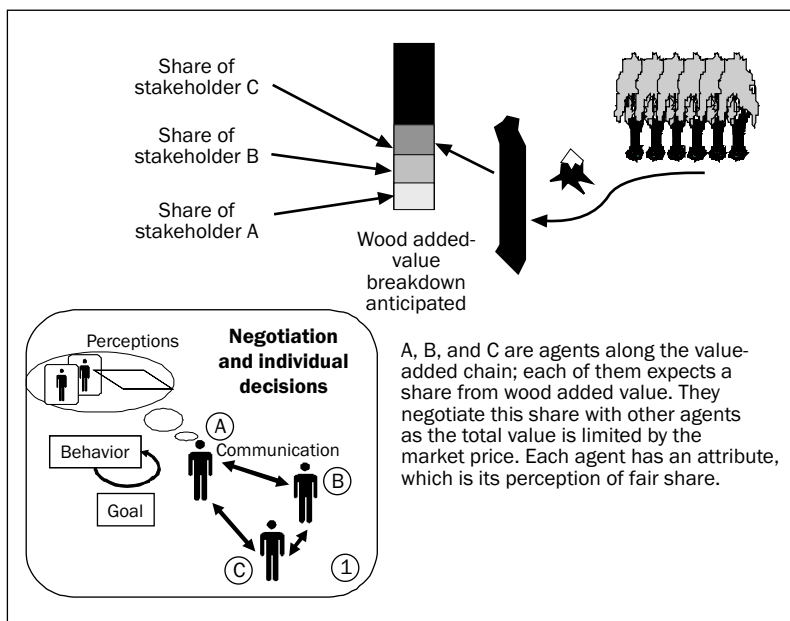 Share of
stakeholder C
Share of
stakeholder B
Share of
stakeholder A
Wood added-
value
breakdown
anticipated
Perceptions
Negotiation
and individual
decisions
A
Communication
Behavior
B
Goal
C
1
A, B, and C are agents along the value-
added chain; each of them expects a
share from wood added value. They
negotiate this share with other agents
as the total value is limited by the
market price. Each agent has an attribute,
which is its perception of fair share.